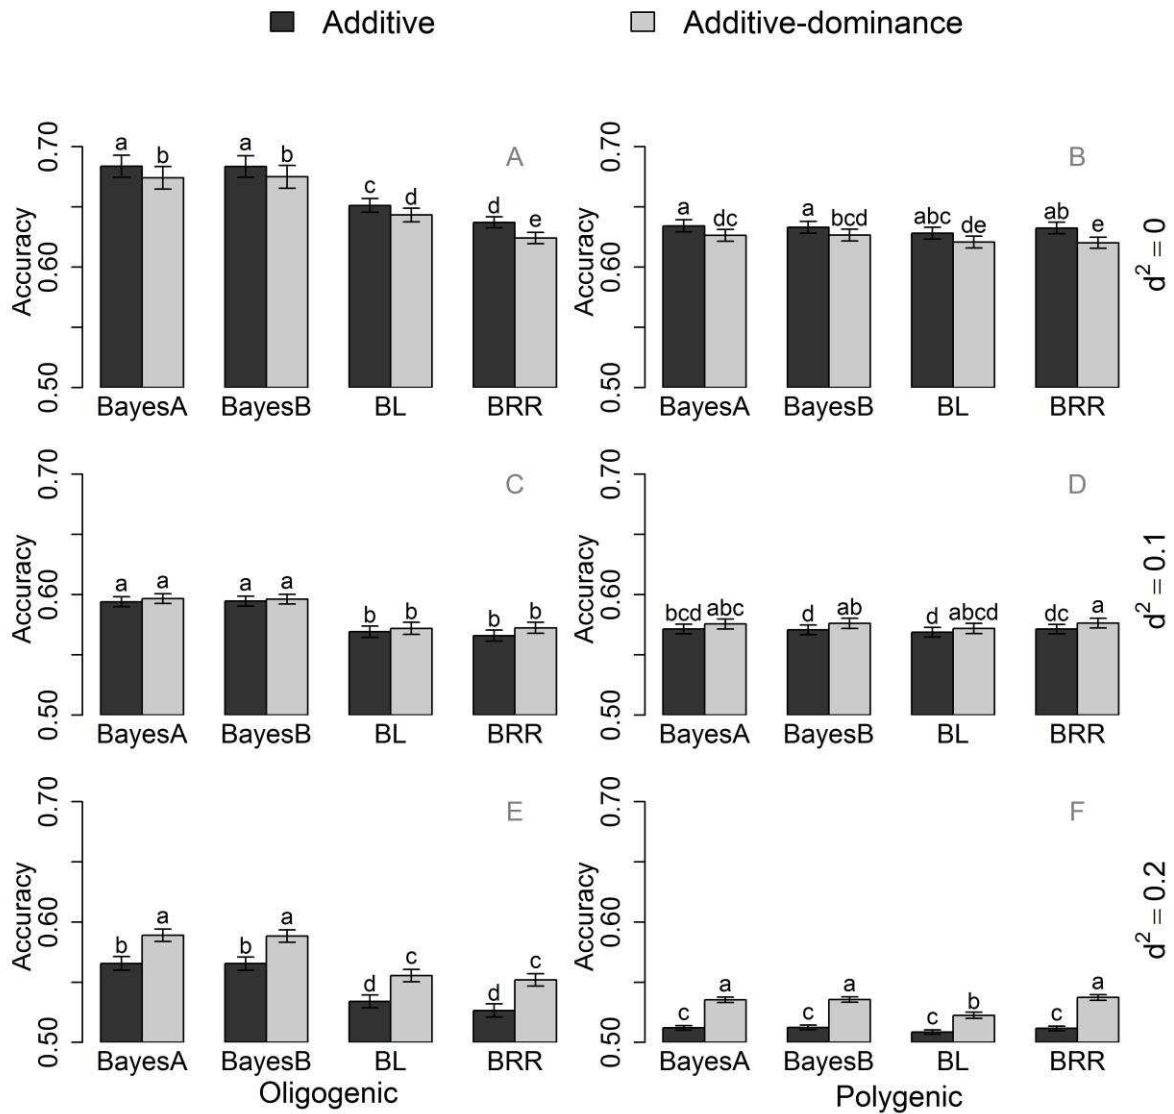 Additive Additive-dominance
0.70 a b a b c d d e A
Accuracy
0.60
0.50
BayesA BayesB BL BRR
0.70 a dc a bcd abc de ab e B
Accuracy
0.60
0.50
BayesA BayesB BL BRR
d² = 0
0.70 C
a a a a b b b b
Accuracy
0.60
0.50
BayesA BayesB BL BRR
0.70 D
bcd abc d ab d abcd dc a
Accuracy
0.60
0.50
BayesA BayesB BL BRR
d² = 0.1
0.70 E
b a b a d c d c
Accuracy
0.60
0.50
BayesA BayesB BL BRR
Oligogenic
0.70 F
c a c a c b c a
Accuracy
0.60
0.50
BayesA BayesB BL BRR
Polygenic
d² = 0.2